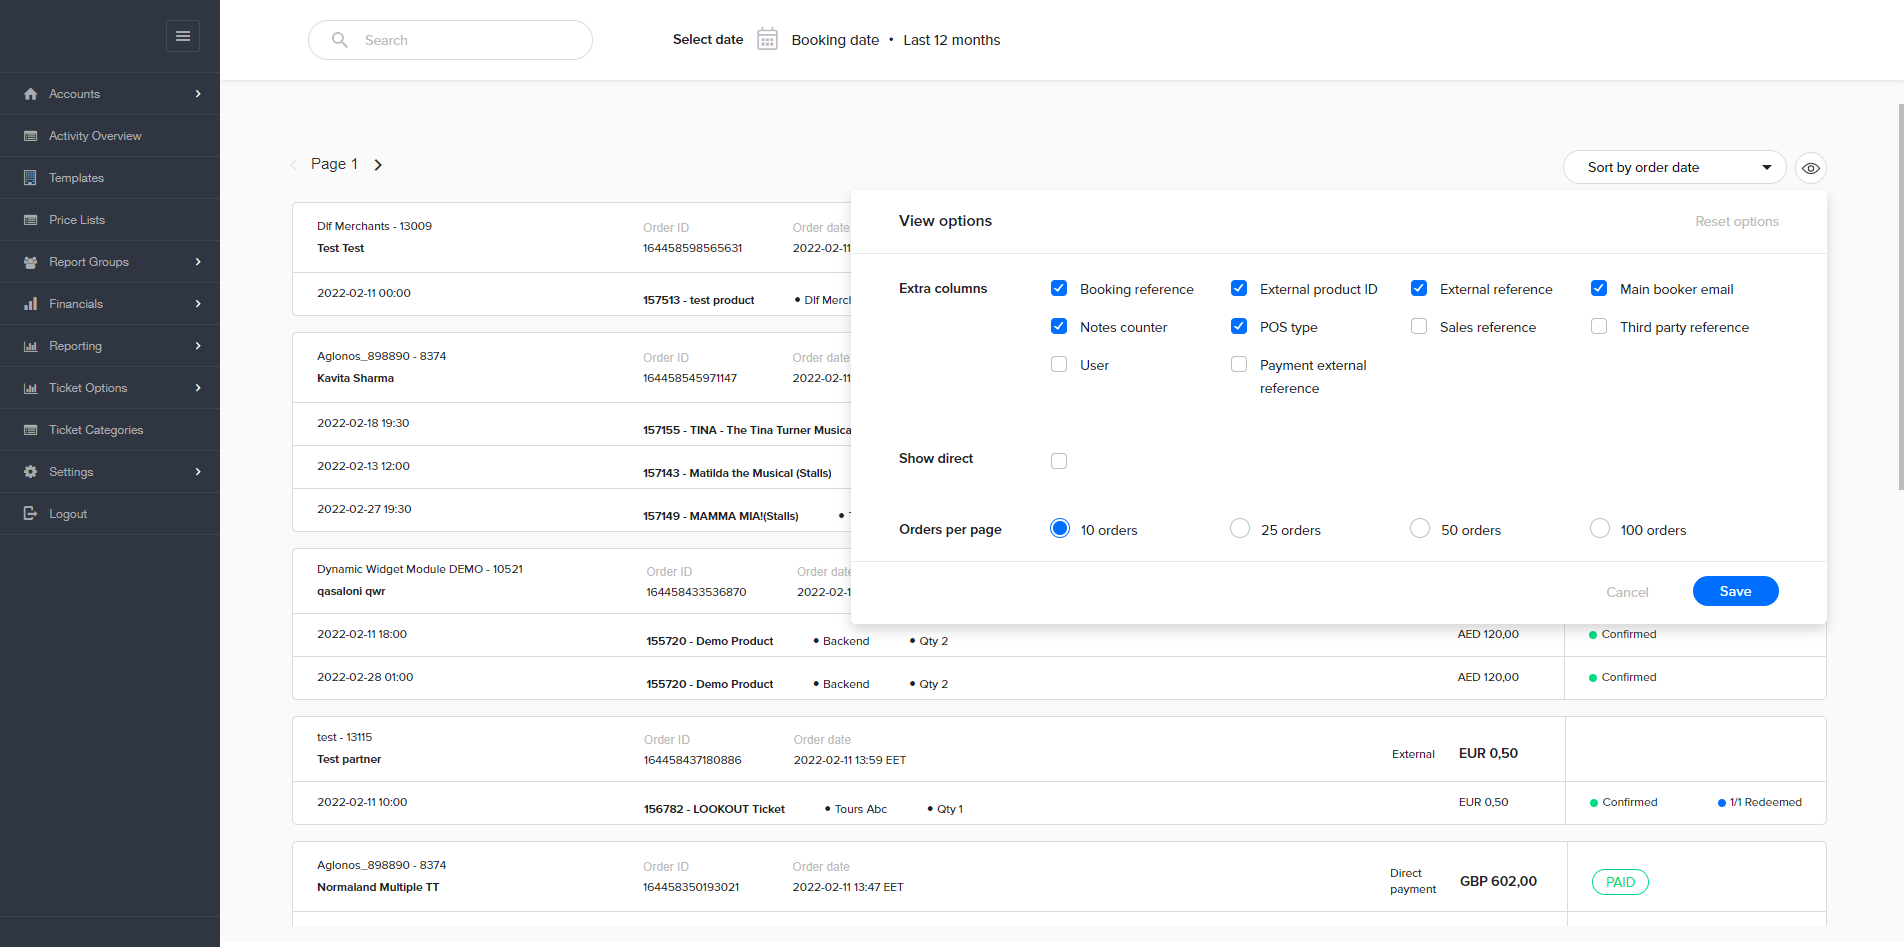 Search
Select date
Booking date • Last 12 months
Accounts
Activity Overview
Templates
Price Lists
Report Groups
Financials
Reporting
Ticket Options
Ticket Categories
Settings
Logout
Page 1
Sort by order date
View options
Reset options
Extra columns
Booking reference
External product ID
External reference
Main booker email
Notes counter
POS type
Sales reference
Third party reference
User
Payment external
reference
Show direct
Orders per page
10 orders
25 orders
50 orders
100 orders
Cancel
Save
Dlf Merchants - 13009
Test Test
Order ID
164458598565631
Order date
2022-02-11
2022-02-11 00:00
157513 - test product
• Dlf Merch
Aglonos_898890 - 8374
Kavita Sharma
Order ID
164458545971147
Order date
2022-02-11
2022-02-18 19:30
157155 - TINA - The Tina Turner Musica
2022-02-13 12:00
157143 - Matilda the Musical (Stalls)
2022-02-27 19:30
157149 - MAMMA MIA!(Stalls)
Dynamic Widget Module DEMO - 10521
qasaloni qwr
Order ID
164458433536870
Order date
2022-02-1
2022-02-11 18:00
155720 - Demo Product
• Backend
• Qty 2
AED 120,00
Confirmed
2022-02-28 01:00
155720 - Demo Product
• Backend
• Qty 2
AED 120,00
Confirmed
test - 13115
Test partner
Order ID
164458437180886
Order date
2022-02-11 13:59 EET
External
EUR 0,50
2022-02-11 10:00
156782 - LOOKOUT Ticket
• Tours Abc
• Qty 1
EUR 0,50
Confirmed
1/1 Redeemed
Aglonos_898890 - 8374
Normaland Multiple TT
Order ID
164458350193021
Order date
2022-02-11 13:47 EET
Direct
payment
GBP 602,00
PAID